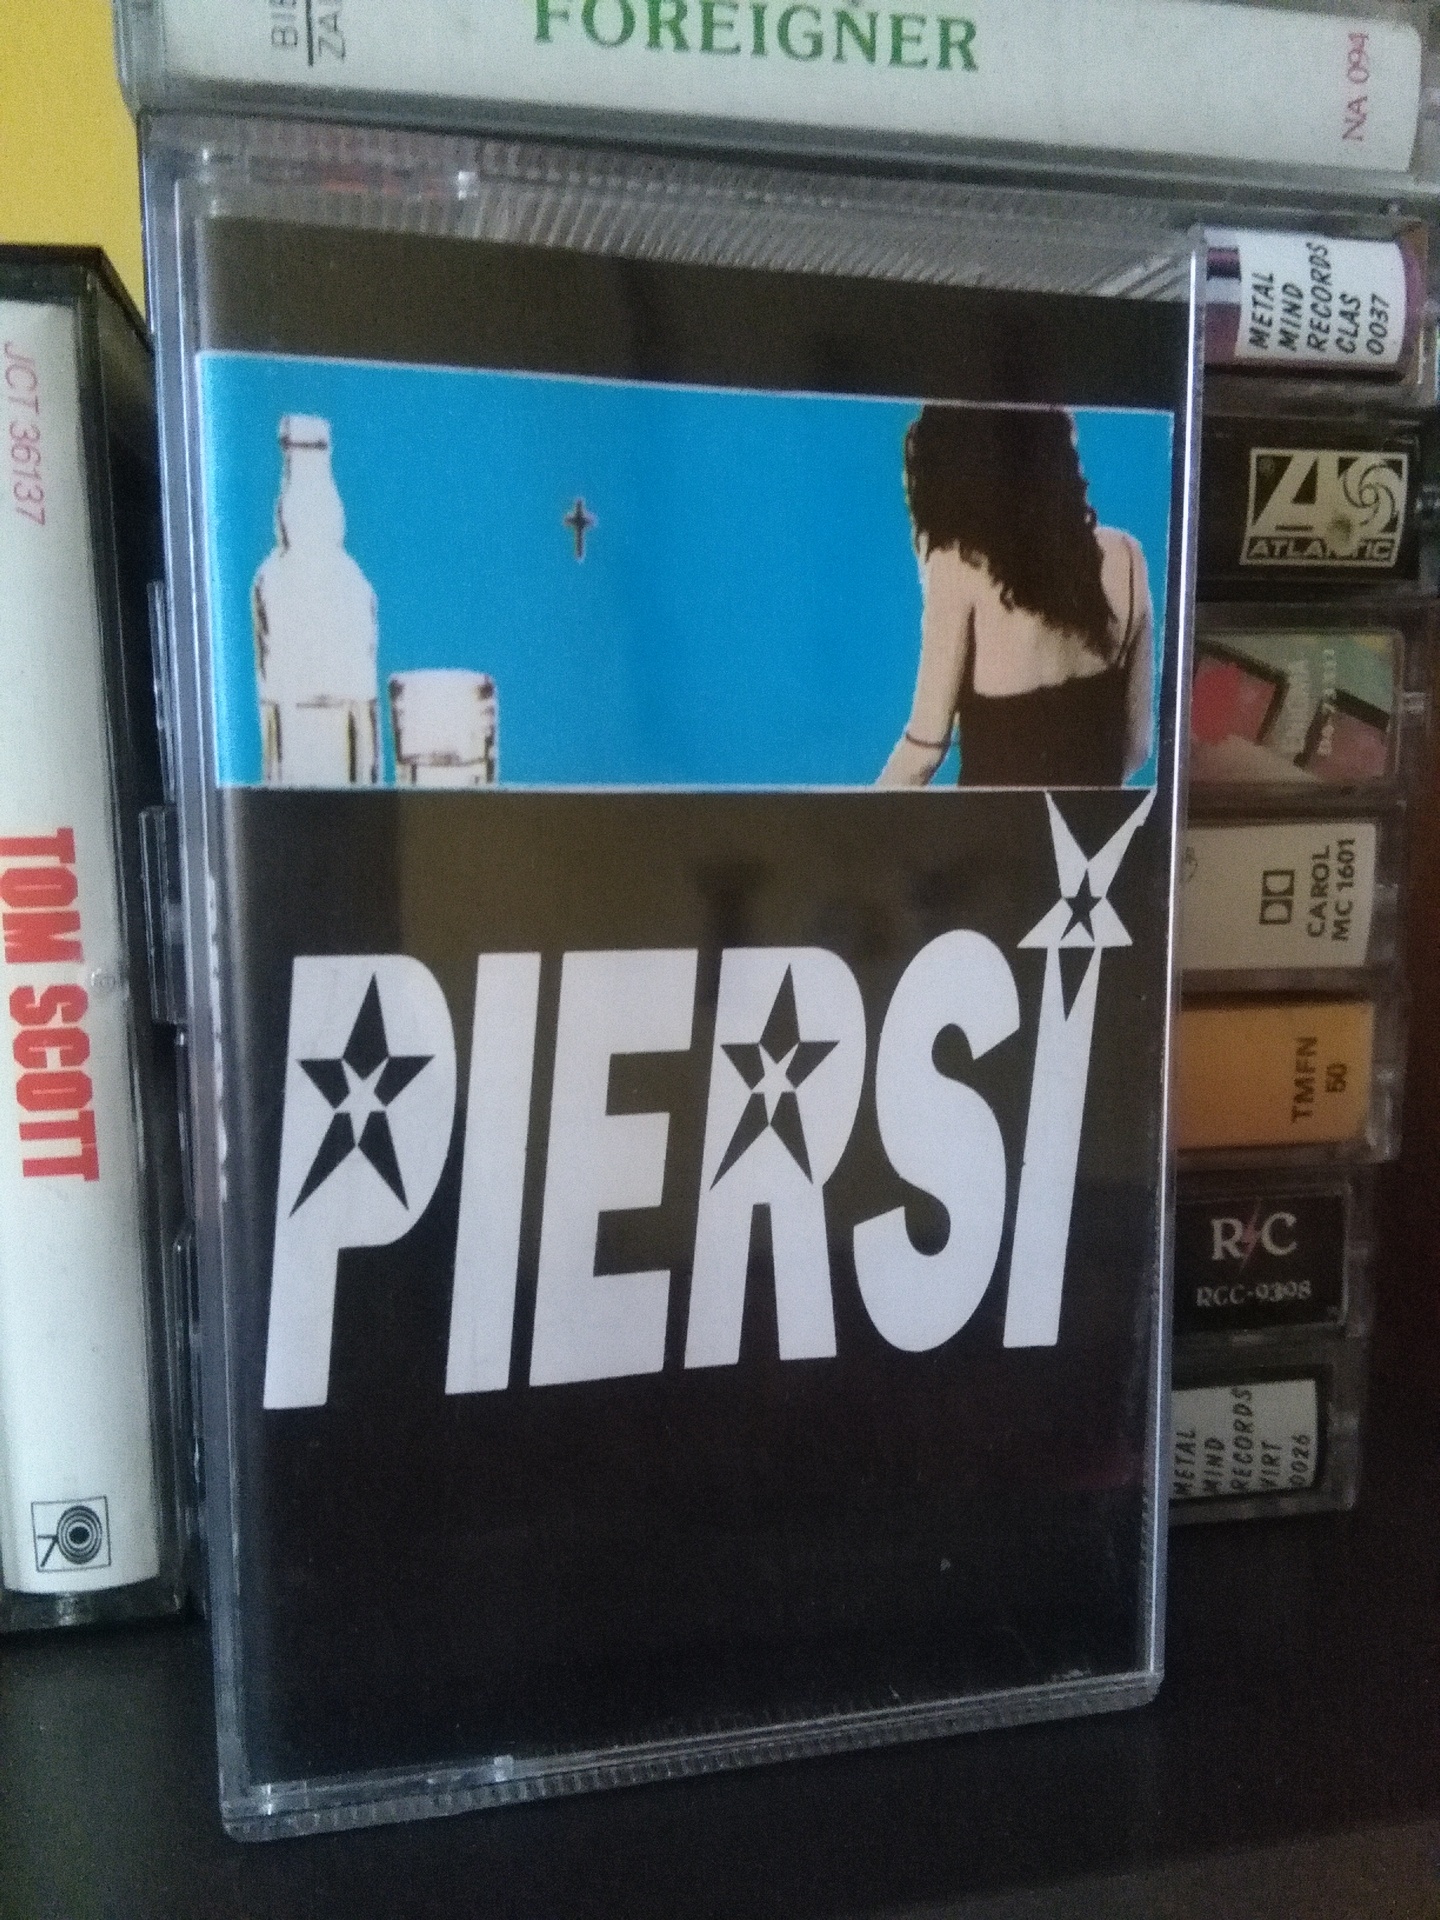 FOREIGNER
NA 094
METAL
MIND
RECORDS
CLAS
0037
JCT 36137
TOM SCOTT
ATLANTIC
CAROL
MC 1601
TMFN
50
R C
RCC-9398
METAL
MIND
RECORDS
VIRT
0026
PIERSI